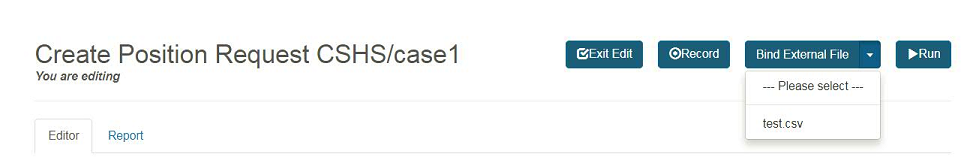 Create Position Request CSHS/case1
You are editing
Exit Edit
Record
Bind External File
Run
--- Please select ---
test.csv
Editor
Report